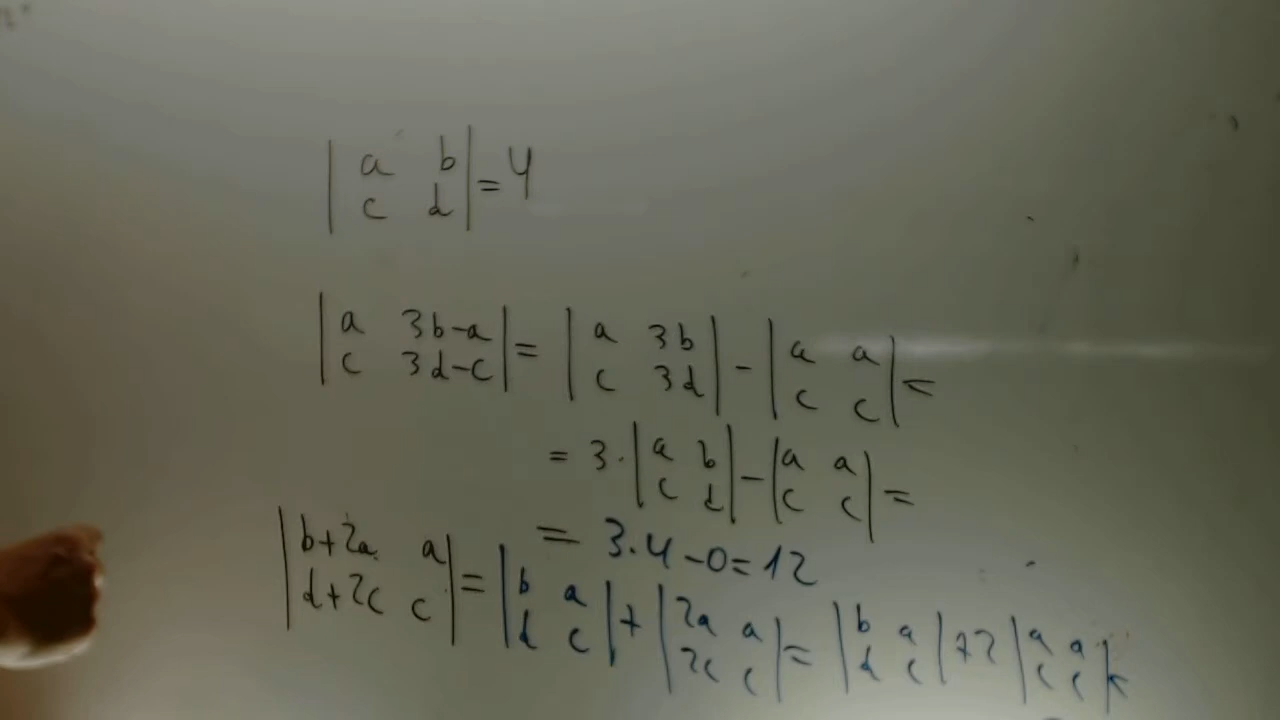 | a b | = 4
| c d |
| a 3b-a | = | a 3b | - | a a | =
| c 3d-c | | c 3d | | c c |
= 3. | a b | - | a a | =
| c d | | c c |
= 3.4 - 0 = 12
| b+2a a | = | b a | + | 2a a | = | b a | + 2 | a a | =
| d+2c c | | d c | | 2c c | | d c | | c c |